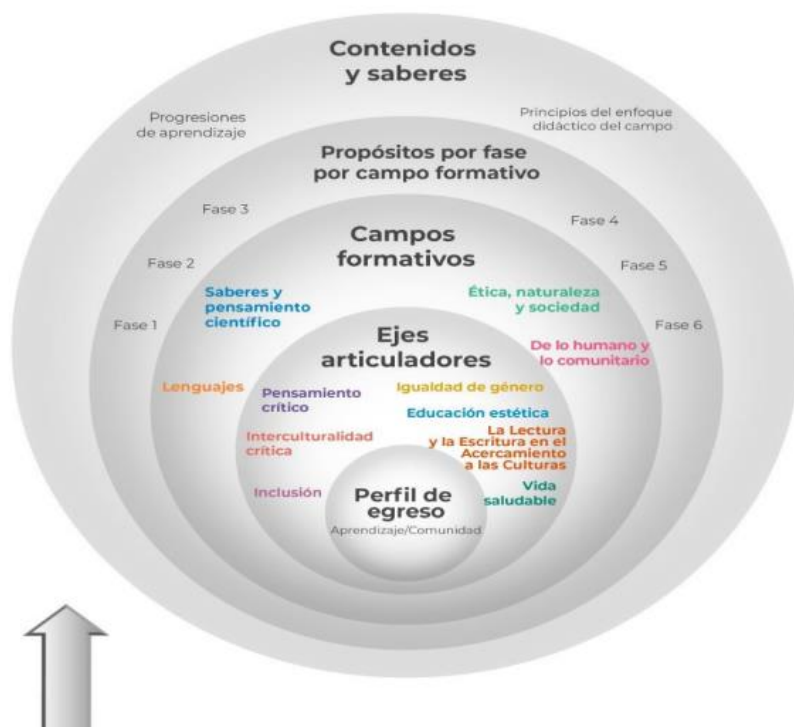 Contenidos
y saberes
Progresiones
de aprendizaje
Principios del enfoque
didáctico del campo
Propósitos por fase
por campo formativo
Fase 3
Fase 4
Fase 2
Fase 5
Fase 1
Fase 6
Campos
formativos
Saberes y
pensamiento
científico
Ética, naturaleza
y sociedad
De lo humano y
lo comunitario
Lenguajes
Ejes
articuladores
Pensamiento
crítico
Igualdad de género
Educación estética
Interculturalidad
crítica
La Lectura
y la Escritura en el
Acercamiento
a las Culturas
Inclusión
Vida
saludable
Perfil de
egreso
Aprendizaje/Comunidad